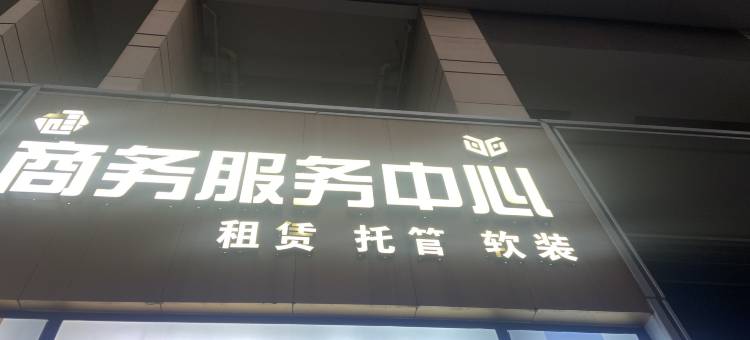 商务服务中心
租赁 托管 软装